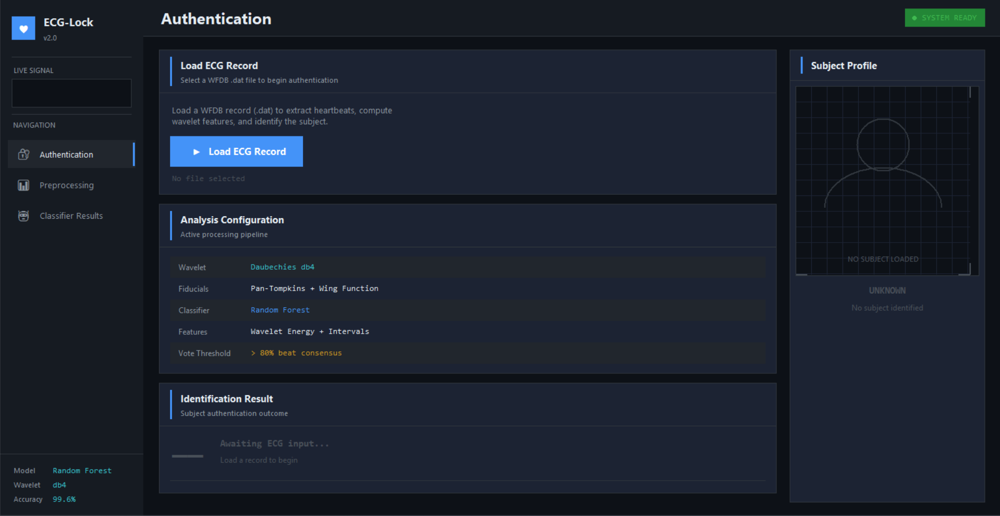 ECG-Lock
v2.0
LIVE SIGNAL
NAVIGATION
Authentication
Preprocessing
Classifier Results
Model Random Forest
Wavelet db4
Accuracy 99.6%
Authentication
● SYSTEM READY
Load ECG Record
Select a WFDB .dat file to begin authentication
Load a WFDB record (.dat) to extract heartbeats, compute
wavelet features, and identify the subject.
▶ Load ECG Record
No file selected
Analysis Configuration
Active processing pipeline
Wavelet Daubechies db4
Fiducials Pan-Tompkins + Wing Function
Classifier Random Forest
Features Wavelet Energy + Intervals
Vote Threshold > 80% beat consensus
Identification Result
Subject authentication outcome
Awaiting ECG input...
Load a record to begin
Subject Profile
NO SUBJECT LOADED
UNKNOWN
No subject identified